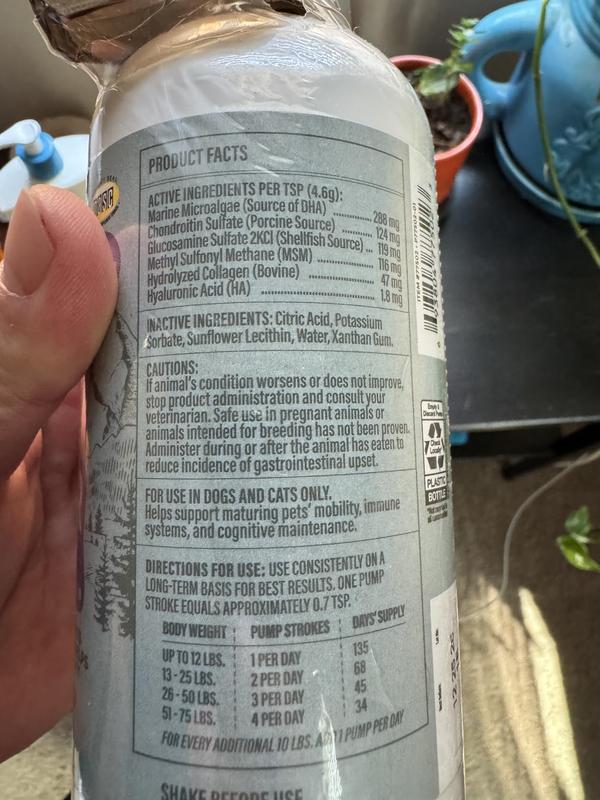 PRODUCT FACTS
ACTIVE INGREDIENTS PER TSP (4.6g):
Marine Microalgae (Source of DHA) ............ 288 mg
Chondroitin Sulfate (Porcine Source) .......... 124 mg
Glucosamine Sulfate 2KCl (Shellfish Source) ... 119 mg
Methyl Sulfonyl Methane (MSM) ................ 116 mg
Hydrolyzed Collagen (Bovine) ................... 47 mg
Hyaluronic Acid (HA) ............................ 1.8 mg
INACTIVE INGREDIENTS: Citric Acid, Potassium
Sorbate, Sunflower Lecithin, Water, Xanthan Gum.
CAUTIONS:
If animal's condition worsens or does not improve,
stop product administration and consult your
veterinarian. Safe use in pregnant animals or
animals intended for breeding has not been proven.
Administer during or after the animal has eaten to
reduce incidence of gastrointestinal upset.
FOR USE IN DOGS AND CATS ONLY.
Helps support maturing pets' mobility, immune
systems, and cognitive maintenance.
DIRECTIONS FOR USE: USE CONSISTENTLY ON A
LONG-TERM BASIS FOR BEST RESULTS. ONE PUMP
STROKE EQUALS APPROXIMATELY 0.7 TSP.
BODY WEIGHT PUMP STROKES DAYS' SUPPLY
UP TO 12 LBS. 1 PER DAY 135
13 - 25 LBS. 2 PER DAY 68
26 - 50 LBS. 3 PER DAY 45
51 - 75 LBS. 4 PER DAY 34
FOR EVERY ADDITIONAL 10 LBS. ADD 1 PUMP PER DAY
SHAKE BEFORE USE
Empty &
Check
Locally*
PLASTIC
BOTTLE